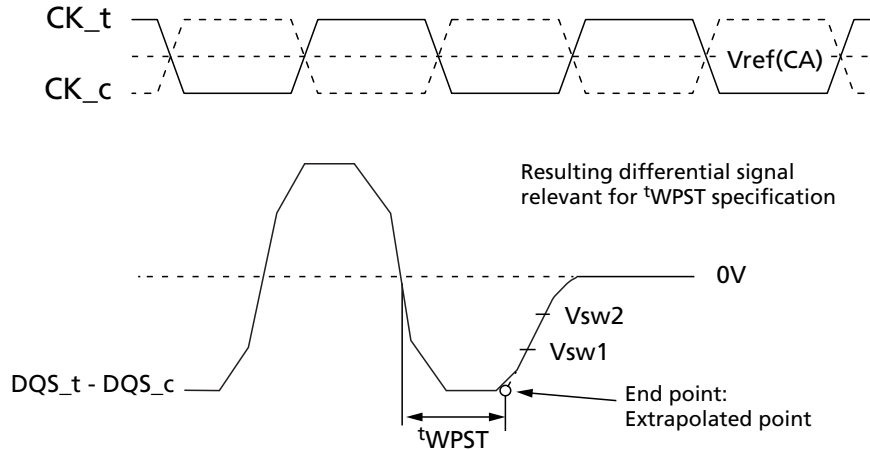 CK_t
CK_c
Vref(CA)
Resulting differential signal
relevant for tWPST specification
0V
Vsw2
Vsw1
DQS_t - DQS_c
End point:
Extrapolated point
tWPST